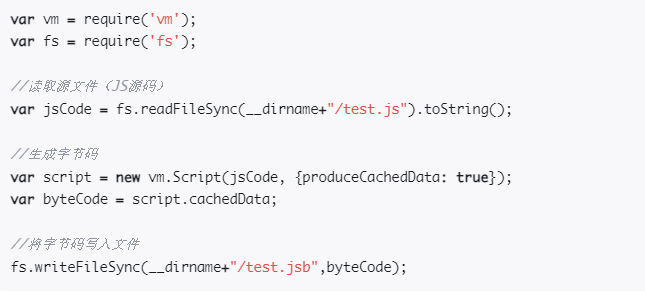 var vm = require('vm');
var fs = require('fs');
//读取源文件（JS源码）
var jsCode = fs.readFileSync(__dirname+"/test.js").toString();
//生成字节码
var script = new vm.Script(jsCode, {produceCachedData: true});
var byteCode = script.cachedData;
//将字节码写入文件
fs.writeFileSync(__dirname+"/test.jsb",byteCode);